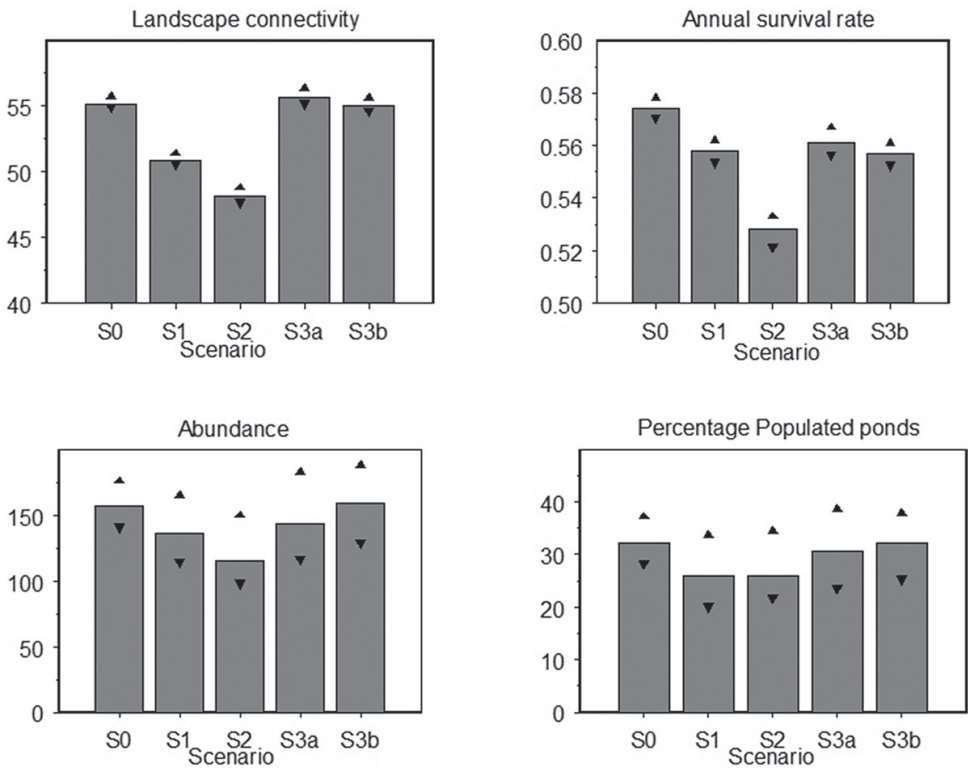 Landscape connectivity
55
50
45
40
S0 S1 S2 S3a S3b
Scenario
Annual survival rate
0.60
0.58
0.56
0.54
0.52
0.50
S0 S1 S2 S3a S3b
Scenario
Abundance
150
100
50
0
S0 S1 S2 S3a S3b
Scenario
Percentage Populated ponds
40
30
20
10
0
S0 S1 S2 S3a S3b
Scenario